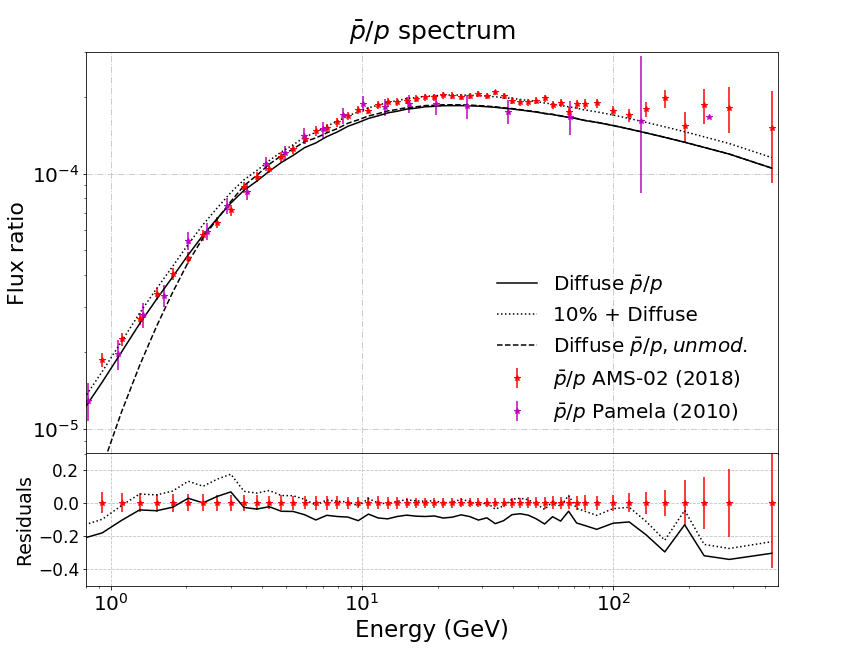 p̄/p spectrum
Flux ratio
10⁻⁴
10⁻⁵
Diffuse p̄/p
10% + Diffuse
Diffuse p̄/p, unmod.
p̄/p AMS-02 (2018)
p̄/p Pamela (2010)
Residuals
0.2
0.0
−0.2
−0.4
10⁰ 10¹ 10²
Energy (GeV)